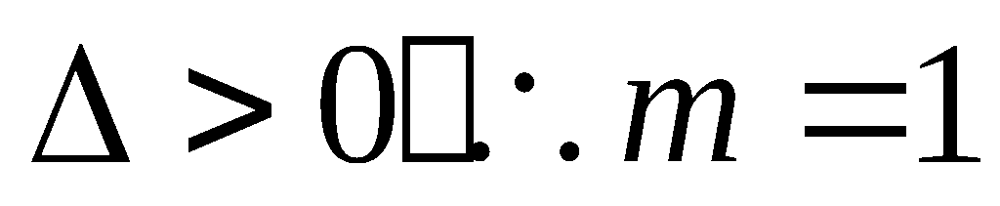 Δ > 0 ∴ m = 1